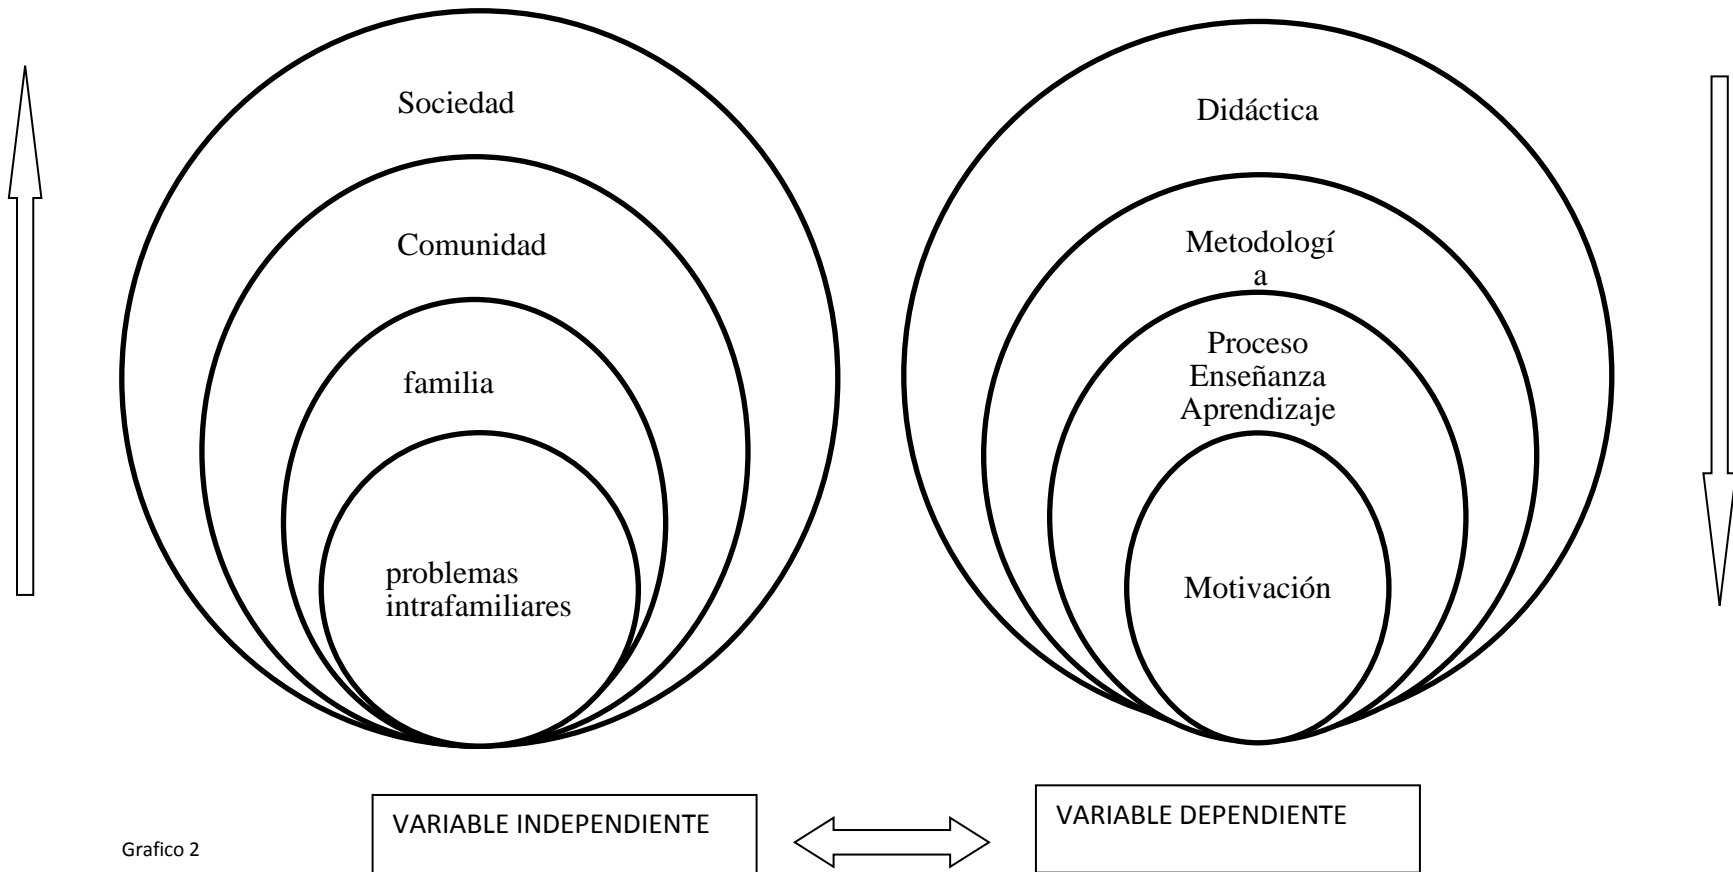 Sociedad
Comunidad
familia
problemas
intrafamiliares
Didáctica
Metodologí
a
Proceso
Enseñanza
Aprendizaje
Motivación
VARIABLE INDEPENDIENTE
VARIABLE DEPENDIENTE
Grafico 2